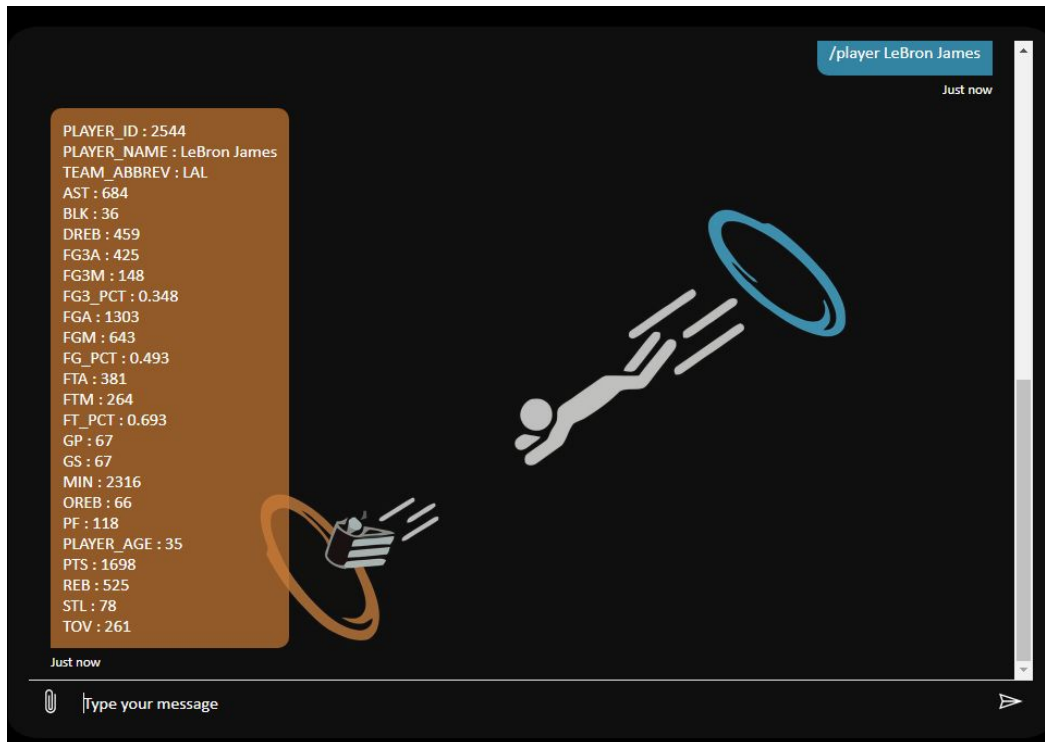 /player LeBron James
Just now
PLAYER_ID : 2544
PLAYER_NAME : LeBron James
TEAM_ABBREV : LAL
AST : 684
BLK : 36
DREB : 459
FG3A : 425
FG3M : 148
FG3_PCT : 0.348
FGA : 1303
FGM : 643
FG_PCT : 0.493
FTA : 381
FTM : 264
FT_PCT : 0.693
GP : 67
GS : 67
MIN : 2316
OREB : 66
PF : 118
PLAYER_AGE : 35
PTS : 1698
REB : 525
STL : 78
TOV : 261
Just now
Type your message